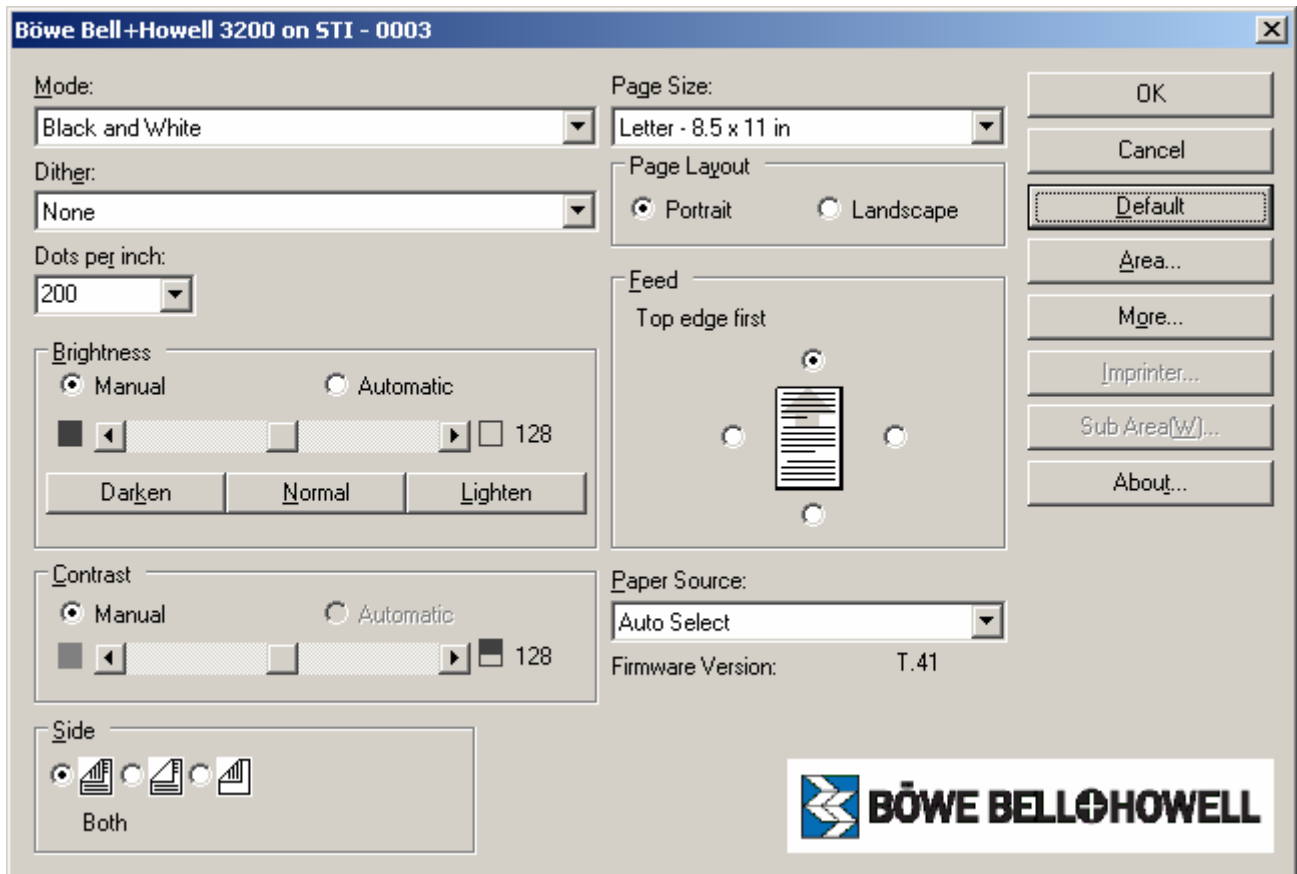 Böwe Bell+Howell 3200 on STI - 0003
Mode:
Black and White
Dither:
None
Dots per inch:
200
Brightness
Manual Automatic
128
Darken Normal Lighten
Contrast
Manual Automatic
128
Side
Both
Page Size:
Letter - 8.5 x 11 in
Page Layout
Portrait Landscape
Feed
Top edge first
Paper Source:
Auto Select
Firmware Version: T.41
OK
Cancel
Default
Area...
More...
Imprinter...
Sub Area(W)...
About...
BÖWE BELL+HOWELL